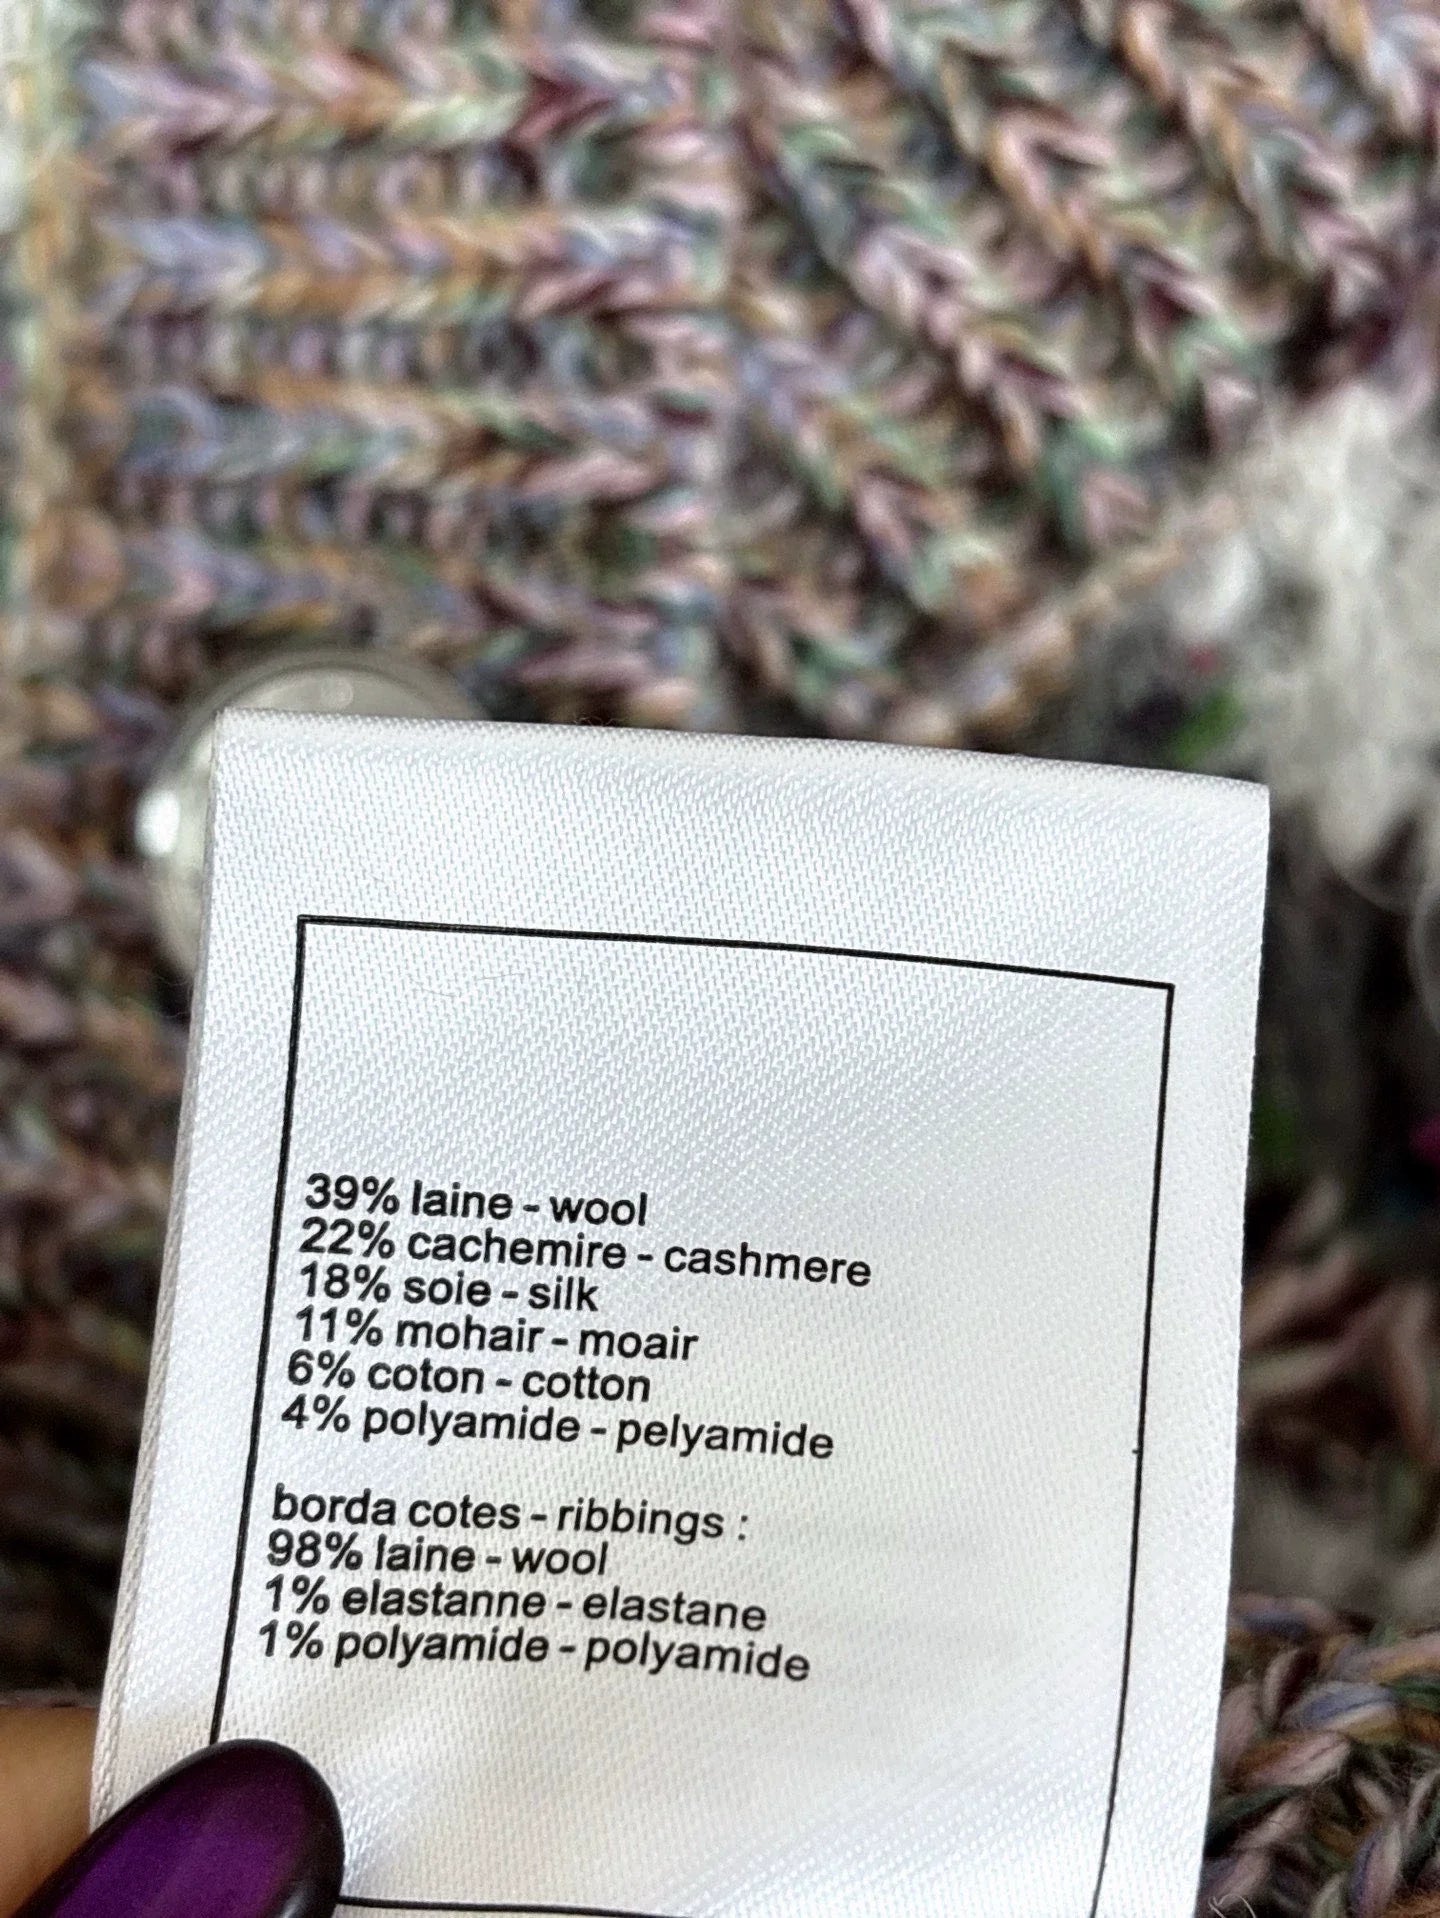 39% laine - wool
22% cachemire - cashmere
18% soie - silk
11% mohair - moair
6% coton - cotton
4% polyamide - pelyamide
borda cotes - ribbings :
98% laine - wool
1% elastanne - elastane
1% polyamide - polyamide